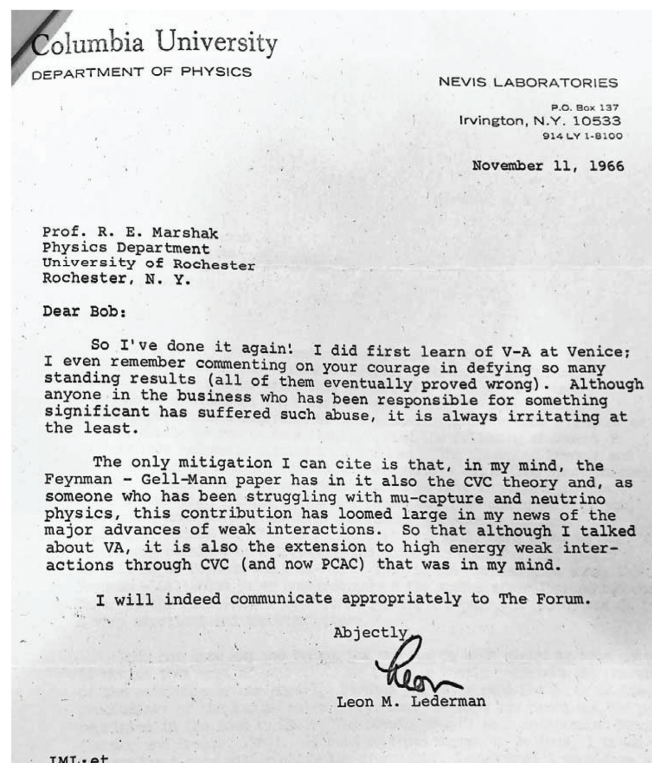 Columbia University
DEPARTMENT OF PHYSICS
NEVIS LABORATORIES
P.O. Box 137
Irvington, N.Y. 10533
914 LY 1-8100
November 11, 1966
Prof. R. E. Marshak
Physics Department
University of Rochester
Rochester, N. Y.
Dear Bob:
So I've done it again! I did first learn of V-A at Venice;
I even remember commenting on your courage in defying so many
standing results (all of them eventually proved wrong). Although
anyone in the business who has been responsible for something
significant has suffered such abuse, it is always irritating at
the least.
The only mitigation I can cite is that, in my mind, the
Feynman - Gell-Mann paper has in it also the CVC theory and, as
someone who has been struggling with mu-capture and neutrino
physics, this contribution has loomed large in my news of the
major advances of weak interactions. So that although I talked
about VA, it is also the extension to high energy weak inter-
actions through CVC (and now PCAC) that was in my mind.
I will indeed communicate appropriately to The Forum.
Abjectly,
Leon
Leon M. Lederman
LML:et